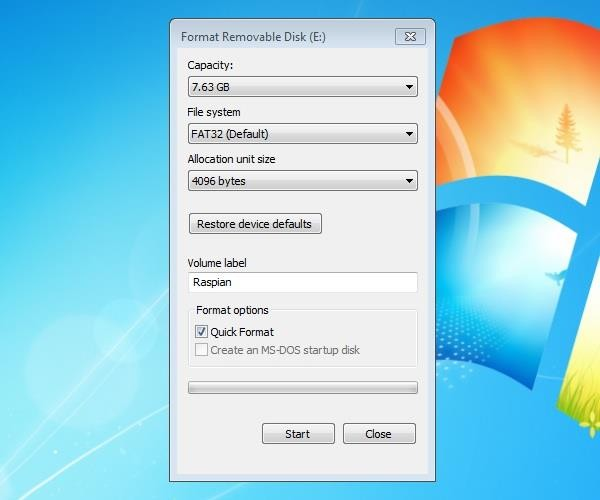 Format Removable Disk (E:)
Capacity:
7.63 GB
File system
FAT32 (Default)
Allocation unit size
4096 bytes
Restore device defaults
Volume label
Raspian
Format options
Quick Format
Create an MS-DOS startup disk
Start Close